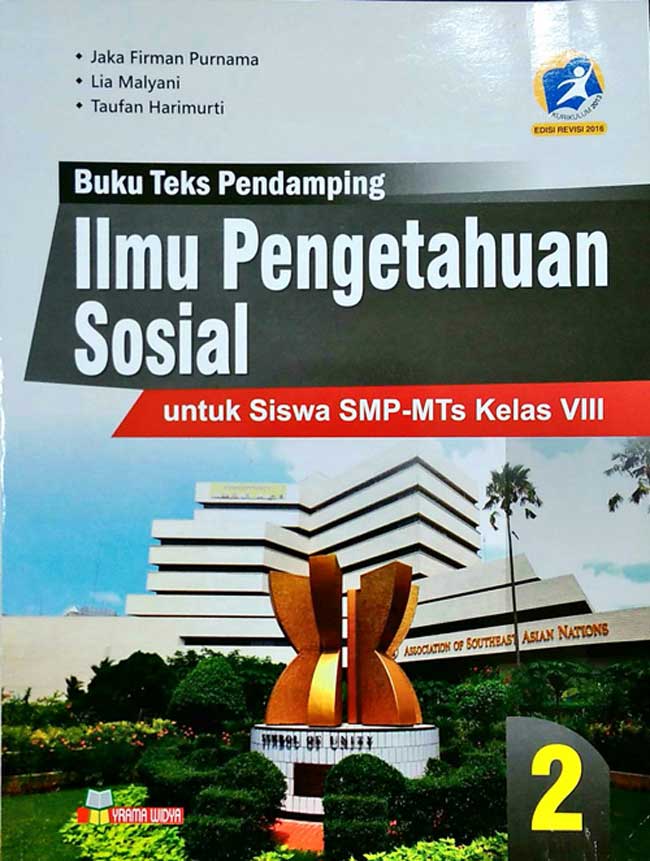 • Jaka Firman Purnama
• Lia Malyani
• Taufan Harimurti
KURIKULUM 2013
EDISI REVISI 2016
Buku Teks Pendamping
Ilmu Pengetahuan
Sosial
untuk Siswa SMP-MTs Kelas VIII
ASSOCIATION OF SOUTHEAST ASIAN NATIONS
SYMBOL OF UNITY
2
YRAMA WIDYA